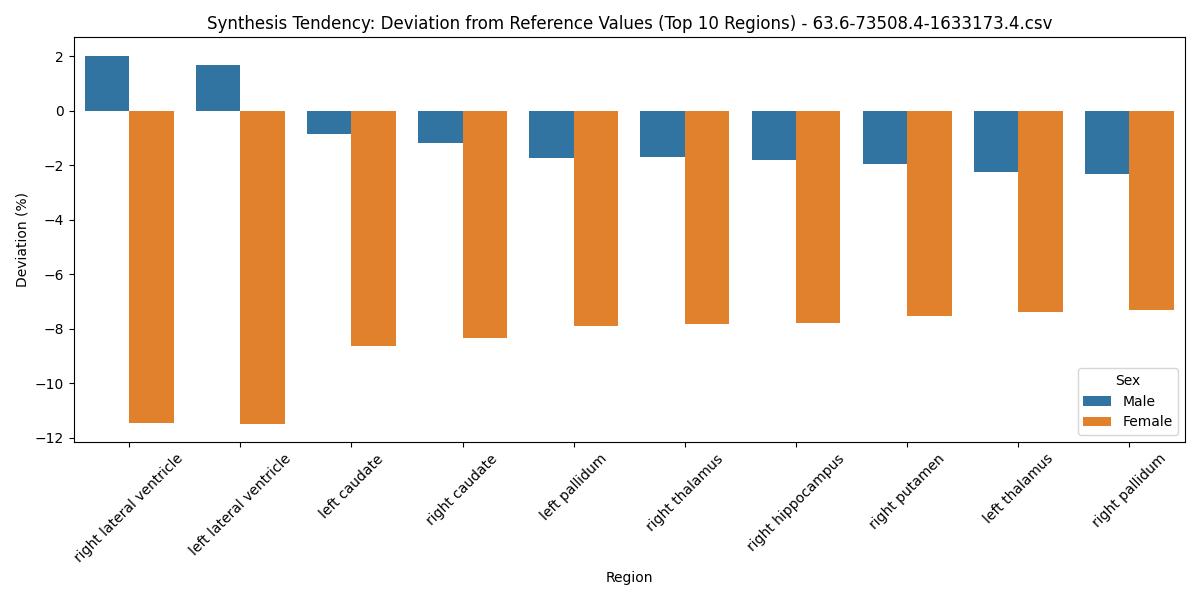 Synthesis Tendency: Deviation from Reference Values (Top 10 Regions) - 63.6-73508.4-1633173.4.csv
Deviation (%)
2
0
−2
−4
−6
−8
−10
−12
Sex
Male
Female
right lateral ventricle
left lateral ventricle
left caudate
right caudate
left pallidum
right thalamus
right hippocampus
right putamen
left thalamus
right pallidum
Region